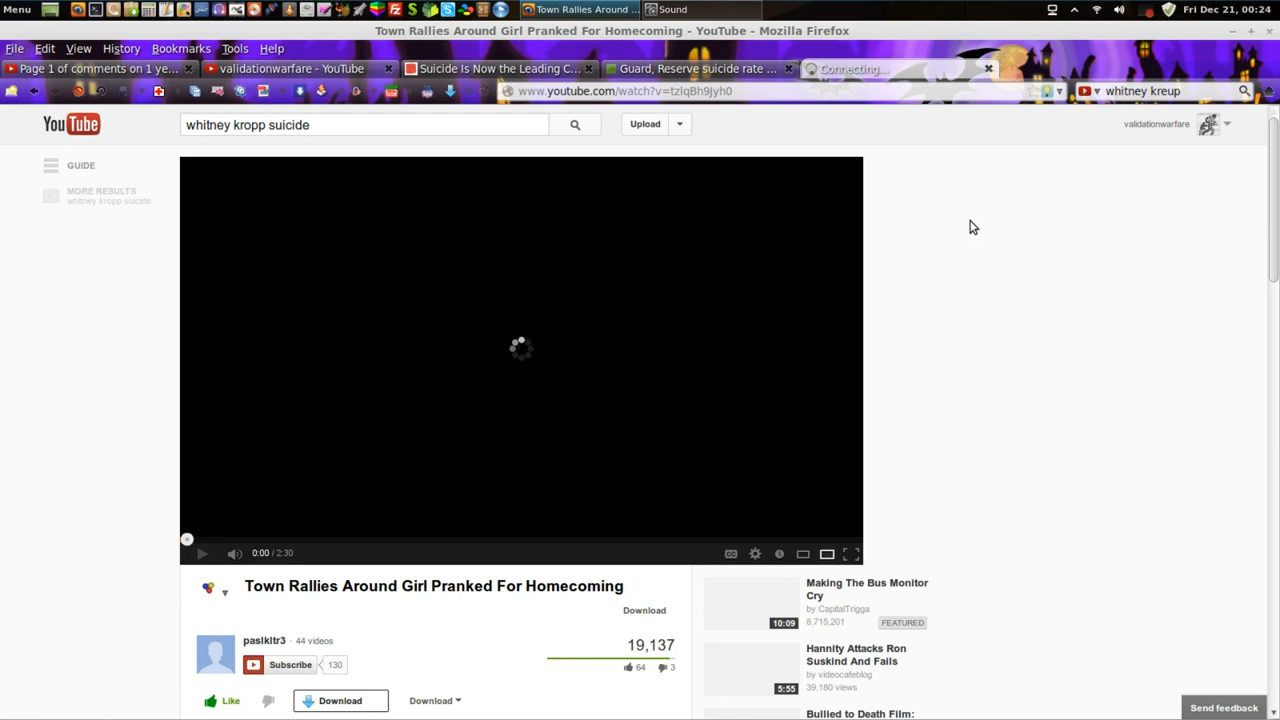 Menu
Town Rallies Around ...
Sound
Fri Dec 21, 00:24
Town Rallies Around Girl Pranked For Homecoming - YouTube - Mozilla Firefox
File Edit View History Bookmarks Tools Help
Page 1 of comments on 1 ye...
validationwarfare - YouTube
Suicide Is Now the Leading C...
Guard, Reserve suicide rate ...
Connecting...
www.youtube.com/watch?v=tzlqBh9Jyh0
whitney kreup
YouTube
whitney kropp suicide
Upload
validationwarfare
GUIDE
MORE RESULTS
whitney kropp suicide
0:00 / 2:30
CC
Town Rallies Around Girl Pranked For Homecoming
Download
pasikltr3 · 44 videos
Subscribe 130
19,137
64 3
Like
Download
Download
Making The Bus Monitor
Cry
by CapitalTrigga
8,715,201 FEATURED
10:09
Hannity Attacks Ron
Suskind And Fails
by videocafeblog
39,180 views
5:55
Bullied to Death Film:
Send feedback